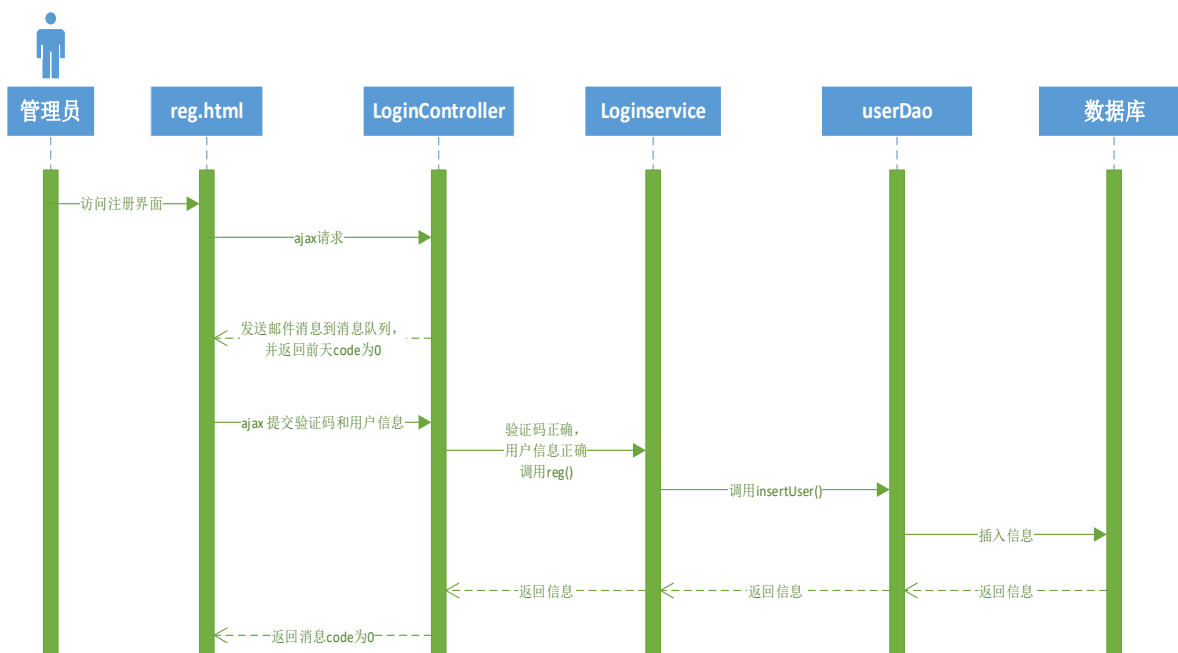 管理员
reg.html
LoginController
Loginservice
userDao
数据库
访问注册界面
ajax请求
发送邮件消息到消息队列，
并返回前天code为0
ajax 提交验证码和用户信息
验证码正确，
用户信息正确
调用reg()
调用insertUser()
插入信息
返回信息
返回信息
返回信息
返回消息code为0